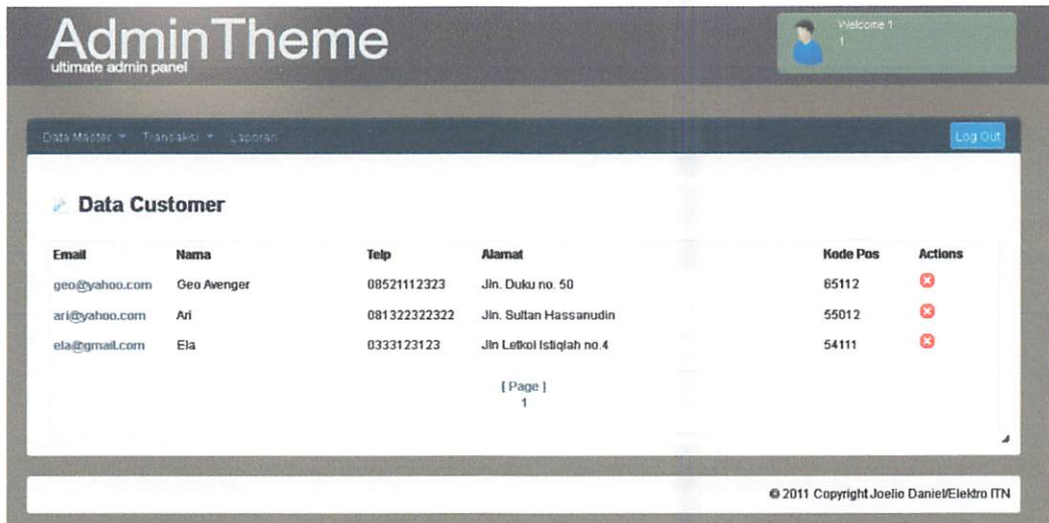 AdminTheme
ultimate admin panel
Welcome 1
1
Data Master Transaksi Laporan
Log Out
Data Customer
Email Nama Telp Alamat Kode Pos Actions
geo@yahoo.com Geo Avenger 08521112323 Jln. Duku no. 50 65112
ari@yahoo.com Ari 081322322322 Jln. Sultan Hassanudin 55012
ela@gmail.com Ela 0333123123 Jln Letkol Istiqlah no.4 54111
[ Page ]
1
© 2011 Copyright Joelio Daniel/Elektro ITN